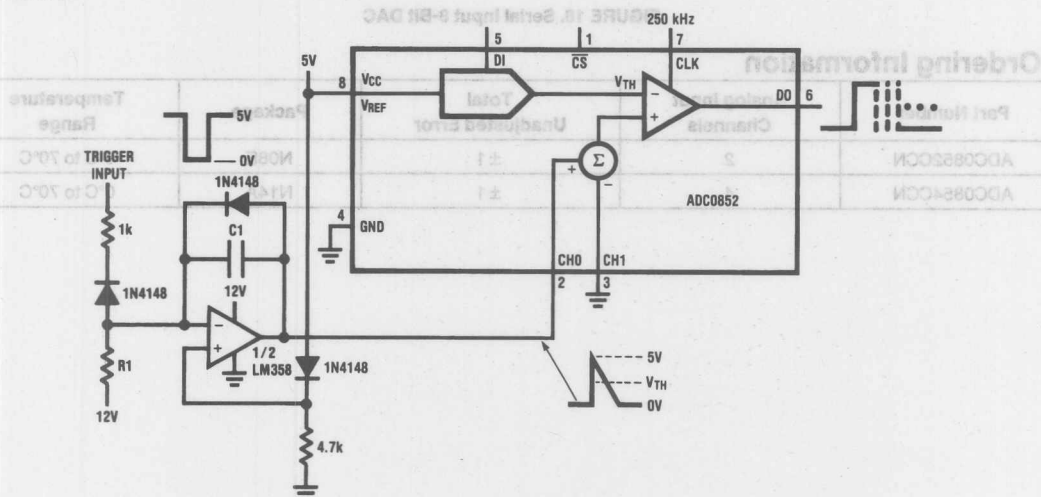 FIGURE 18. Serial Input 8-Bit DAC
Ordering Information
Part Number
Analog Input
Channels
Total
Unadjusted Error
Package
Temperature
Range
ADC0852CCN
2
±1
0°C to 70°C
ADC0854CCN
4
±1
N14A
0°C to 70°C
250 kHz
5
1
7
DI
CS
CLK
5V
8
VCC
VREF
VTH
−
+
DO
6
5V
0V
TRIGGER
INPUT
1N4148
Σ
+
−
ADC0852
4
GND
1k
C1
CH0
CH1
2
3
12V
1N4148
−
+
1/2
LM358
1N4148
R1
12V
5V
VTH
0V
4.7k